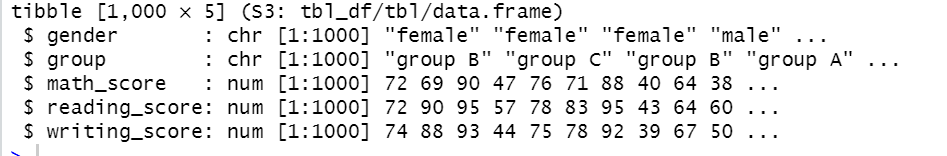 tibble [1,000 × 5] (S3: tbl_df/tbl/data.frame)
 $ gender       : chr [1:1000] "female" "female" "female" "male" ...
 $ group        : chr [1:1000] "group B" "group C" "group B" "group A" ...
 $ math_score   : num [1:1000] 72 69 90 47 76 71 88 40 64 38 ...
 $ reading_score: num [1:1000] 72 90 95 57 78 83 95 43 64 60 ...
 $ writing_score: num [1:1000] 74 88 93 44 75 78 92 39 67 50 ...
>